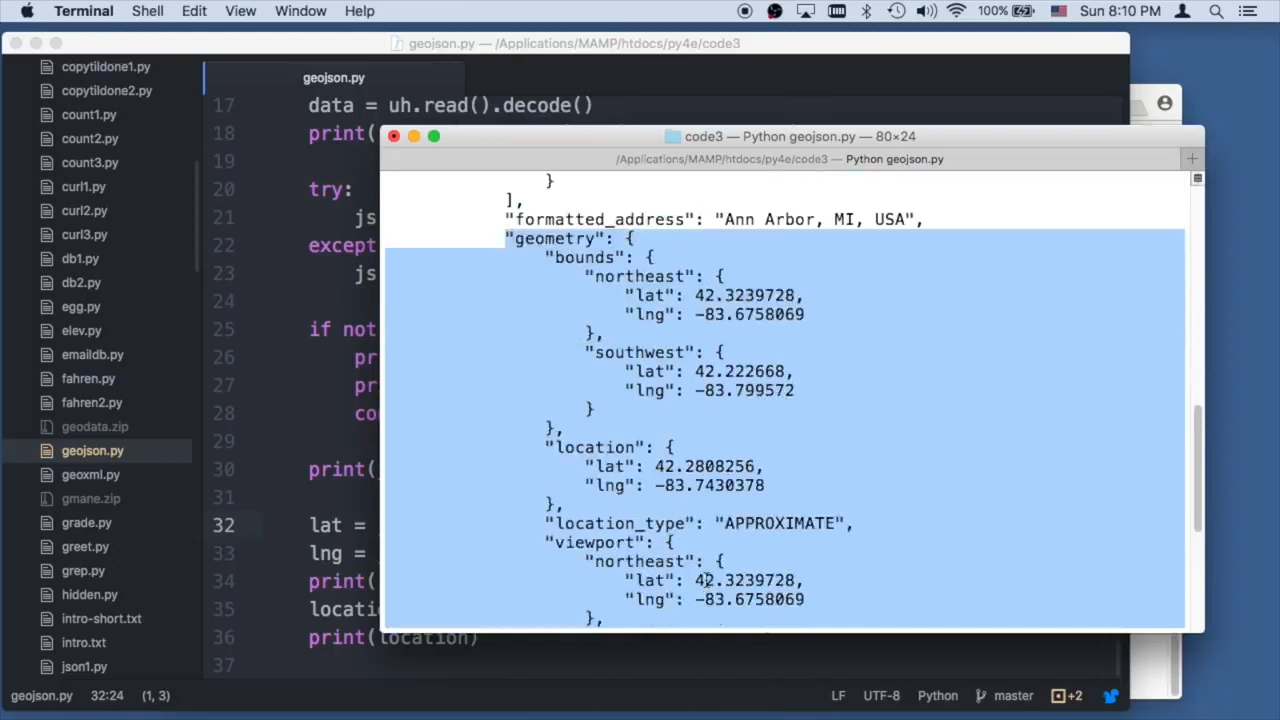 Terminal Shell Edit View Window Help 100% Sun 8:10 PM
geojson.py — /Applications/MAMP/htdocs/py4e/code3
copytildone1.py
copytildone2.py
count1.py
count2.py
count3.py
curl1.py
curl2.py
curl3.py
db1.py
db2.py
egg.py
elev.py
emaildb.py
fahren.py
fahren2.py
geodata.zip
geojson.py
geoxml.py
gmane.zip
grade.py
greet.py
grep.py
hidden.py
intro-short.txt
intro.txt
json1.py
geojson.py
17 data = uh.read().decode()
18 print(
19
20 try:
21 js
22 except
23 js
24
25 if not
26 pr
27 pr
28 co
29
30 print(
31
32 lat =
33 lng =
34 print(
35 locati
36 print(location)
37
code3 — Python geojson.py — 80×24
/Applications/MAMP/htdocs/py4e/code3 — Python geojson.py
}
],
"formatted_address": "Ann Arbor, MI, USA",
"geometry": {
"bounds": {
"northeast": {
"lat": 42.3239728,
"lng": -83.6758069
},
"southwest": {
"lat": 42.222668,
"lng": -83.799572
}
},
"location": {
"lat": 42.2808256,
"lng": -83.7430378
},
"location_type": "APPROXIMATE",
"viewport": {
"northeast": {
"lat": 42.3239728,
"lng": -83.6758069
},
geojson.py 32:24 (1, 3) LF UTF-8 Python master +2